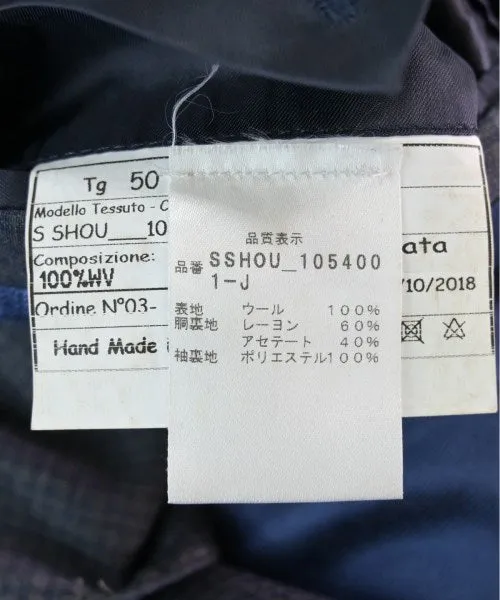 Tg 50
Modello Tessuto - C
S SHOU___10
Composizione:
100%WV
Ordine N°03-
Hand Made
ata
/10/2018
品質表示
品番 SSHOU_105400
1-J
表地 ウール 100%
胴裏地 レーヨン 60%
アセテート 40%
袖裏地 ポリエステル100%